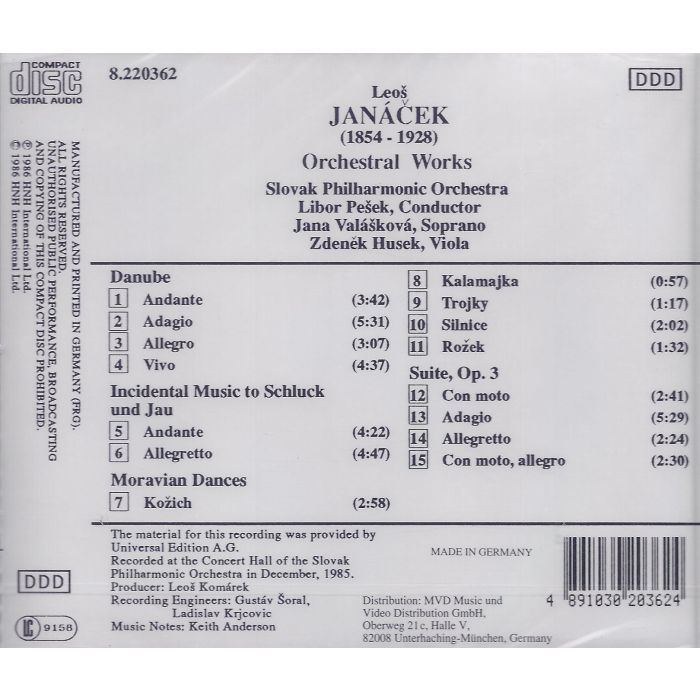 COMPACT
disc
DIGITAL AUDIO
8.220362
DDD
Leoš
JANÁČEK
(1854 - 1928)
Orchestral Works
Slovak Philharmonic Orchestra
Libor Pešek, Conductor
Jana Valášková, Soprano
Zdeněk Husek, Viola
MANUFACTURED AND PRINTED IN GERMANY (FRG).
ALL RIGHTS RESERVED.
UNAUTHORISED PUBLIC PERFORMANCE, BROADCASTING
AND COPYING OF THIS COMPACT DISC PROHIBITED.
℗ 1986 HNH International Ltd.
© 1986 HNH International Ltd.
Danube
1 Andante (3:42)
2 Adagio (5:31)
3 Allegro (3:07)
4 Vivo (4:37)
Incidental Music to Schluck
und Jau
5 Andante (4:22)
6 Allegretto (4:47)
Moravian Dances
7 Kožich (2:58)
8 Kalamajka (0:57)
9 Trojky (1:17)
10 Silnice (2:02)
11 Rožek (1:32)
Suite, Op. 3
12 Con moto (2:41)
13 Adagio (5:29)
14 Allegretto (2:24)
15 Con moto, allegro (2:30)
The material for this recording was provided by
Universal Edition A.G.
Recorded at the Concert Hall of the Slovak
Philharmonic Orchestra in December, 1985.
Producer: Leoš Komárek
Recording Engineers: Gustáv Šoral,
Ladislav Krjcovic
Music Notes: Keith Anderson
DDD
LC 9158
MADE IN GERMANY
Distribution: MVD Music und
Video Distribution GmbH,
Oberweg 21c, Halle V,
82008 Unterhaching-München, Germany
4 891030 203624